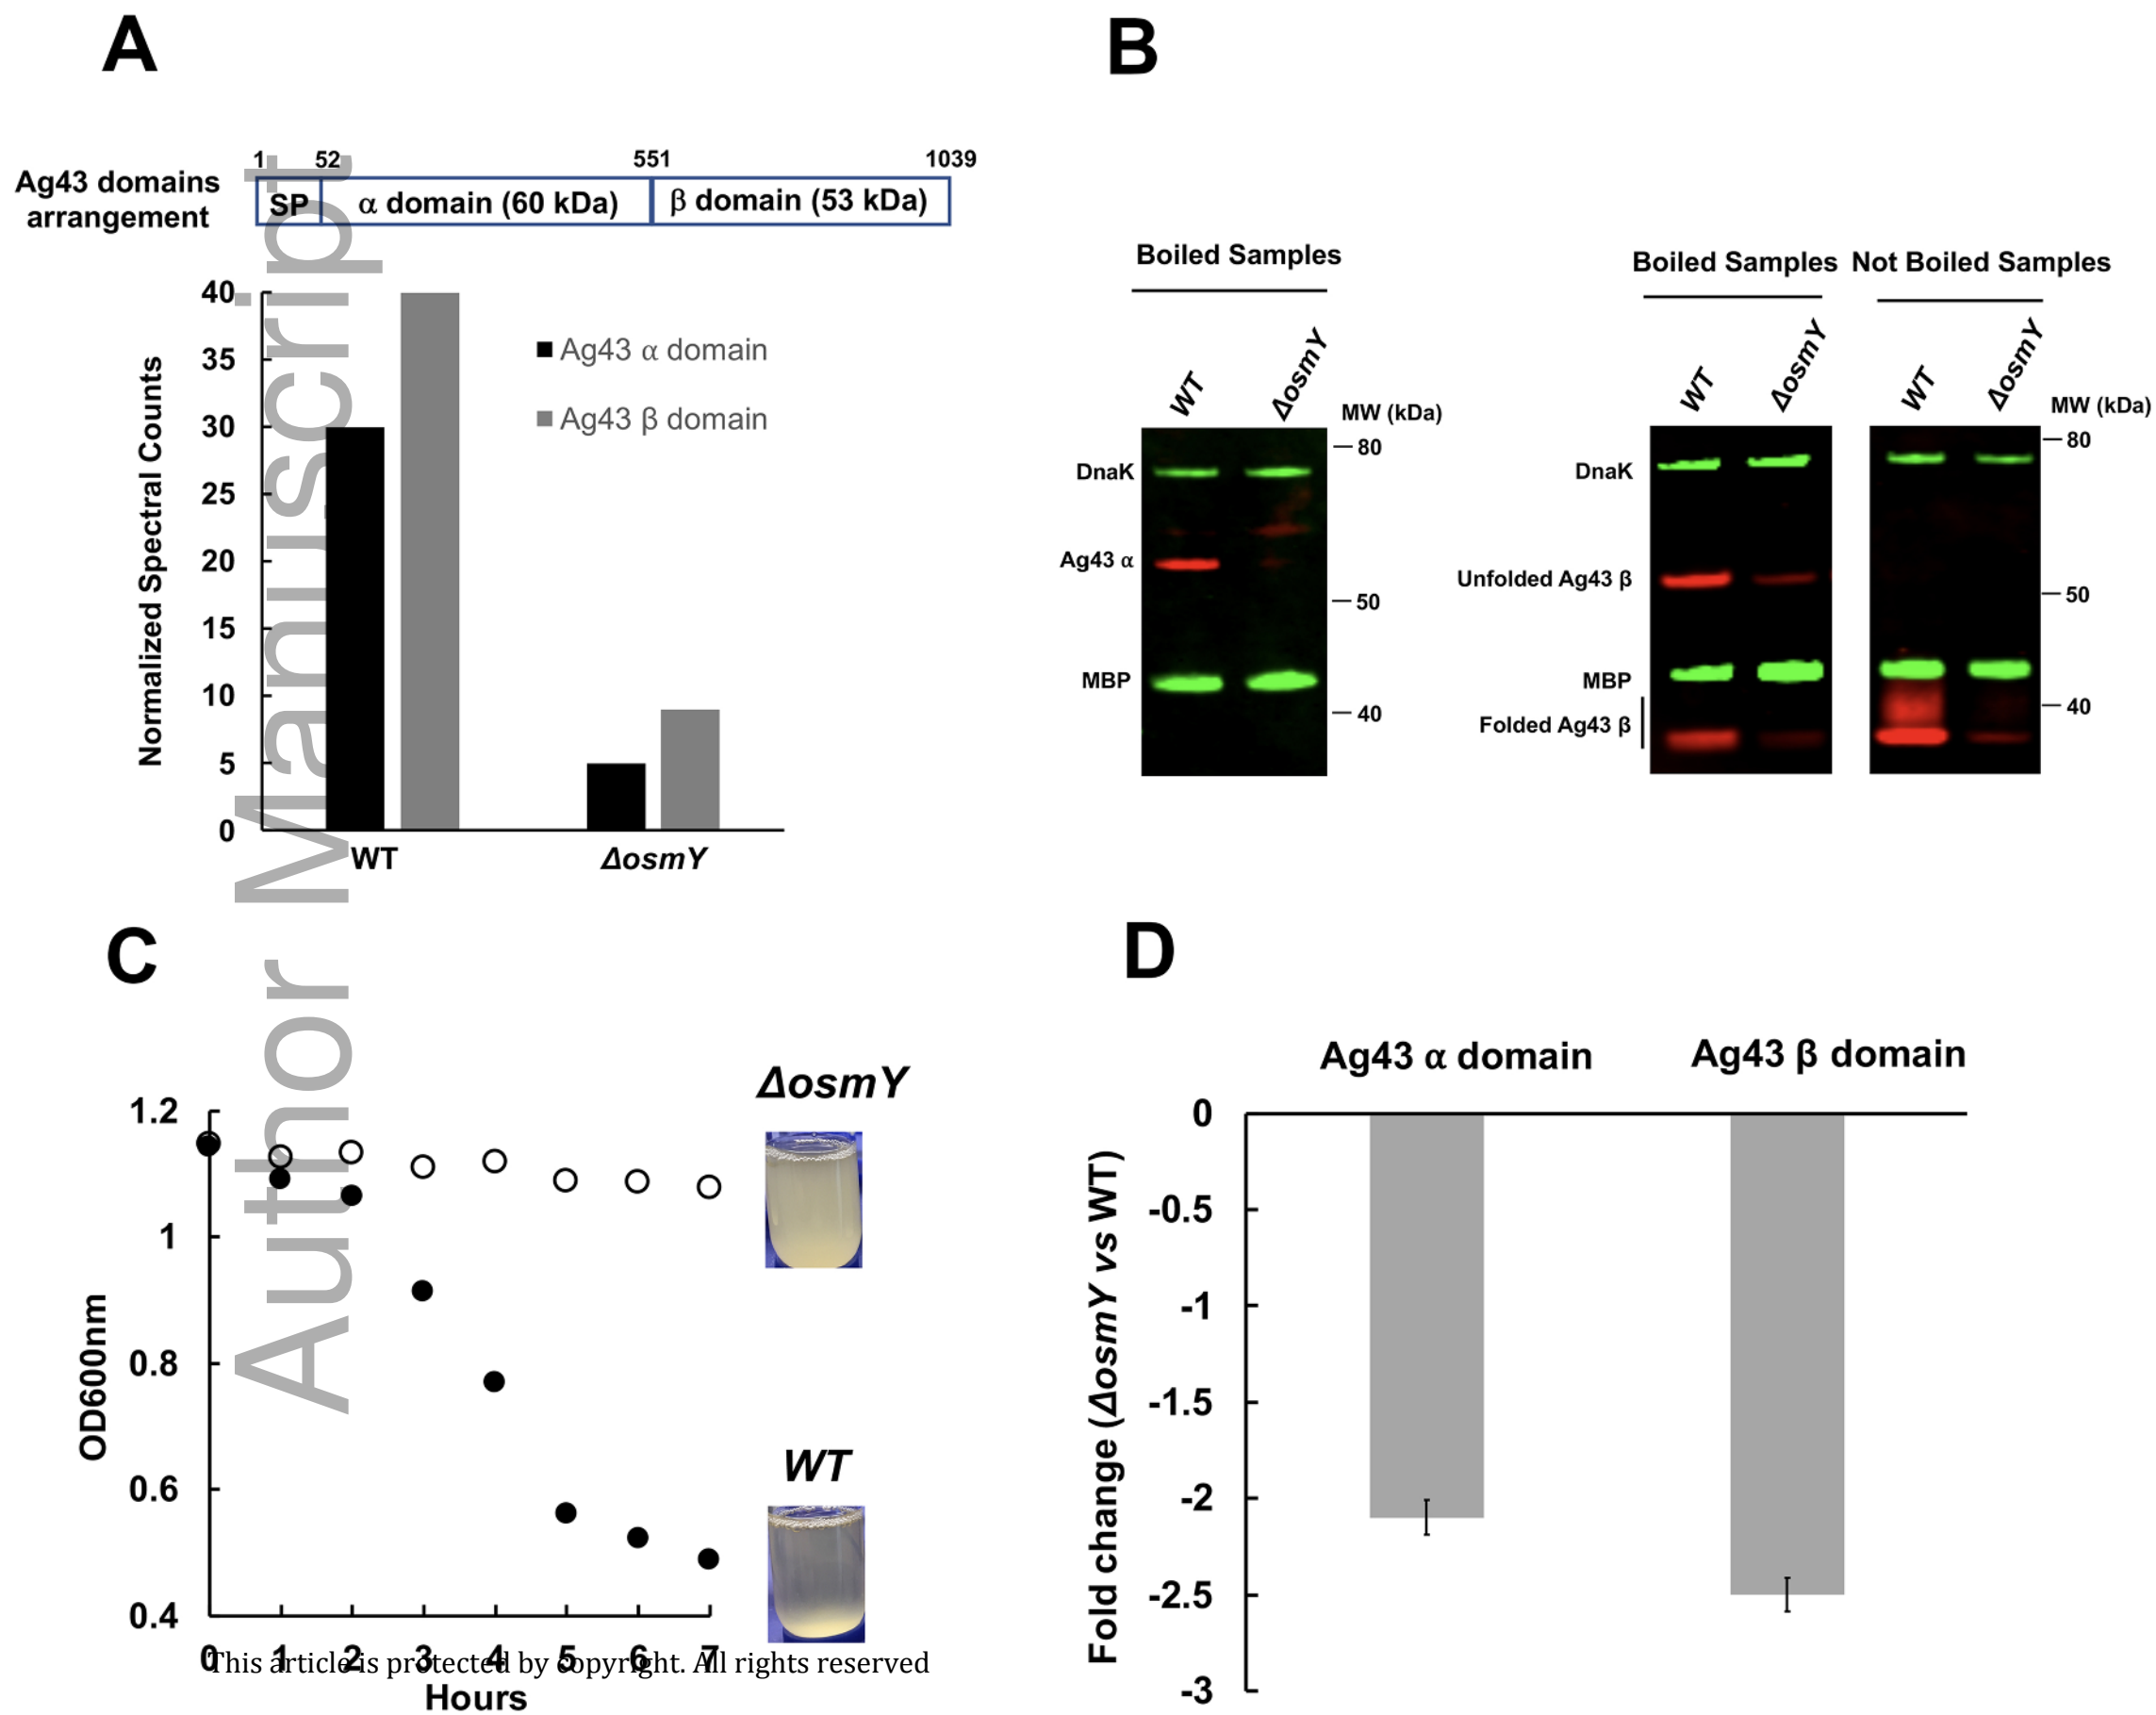 A
1 52 551 1039
Ag43 domains
arrangement
SP α domain (60 kDa) β domain (53 kDa)
Normalized Spectral Counts
40
35
30
25
20
15
10
5
0
Ag43 α domain
Ag43 β domain
WT ΔosmY
B
Boiled Samples
WT ΔosmY
MW (kDa)
80
DnaK
Ag43 α
50
MBP
40
Boiled Samples Not Boiled Samples
WT ΔosmY WT ΔosmY
MW (kDa)
80
DnaK
Unfolded Ag43 β
50
MBP
40
Folded Ag43 β
C
OD600nm
1.2
1
0.8
0.6
0.4
0 1 2 3 4 5 6 7
Hours
ΔosmY
WT
D
Ag43 α domain Ag43 β domain
Fold change (ΔosmY vs WT)
0
-0.5
-1
-1.5
-2
-2.5
-3
Author Manuscript
This article is protected by copyright. All rights reserved